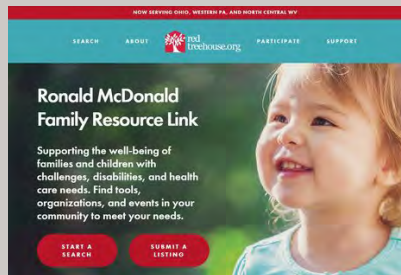 NOW SERVING OHIO, WESTERN PA, AND NORTH CENTRAL WV
SEARCH ABOUT red treehouse.org PARTICIPATE SUPPORT
Ronald McDonald
Family Resource Link
Supporting the well-being of
families and children with
challenges, disabilities, and health
care needs. Find tools,
organizations, and events in your
community to meet your needs.
START A SEARCH
SUBMIT A LISTING